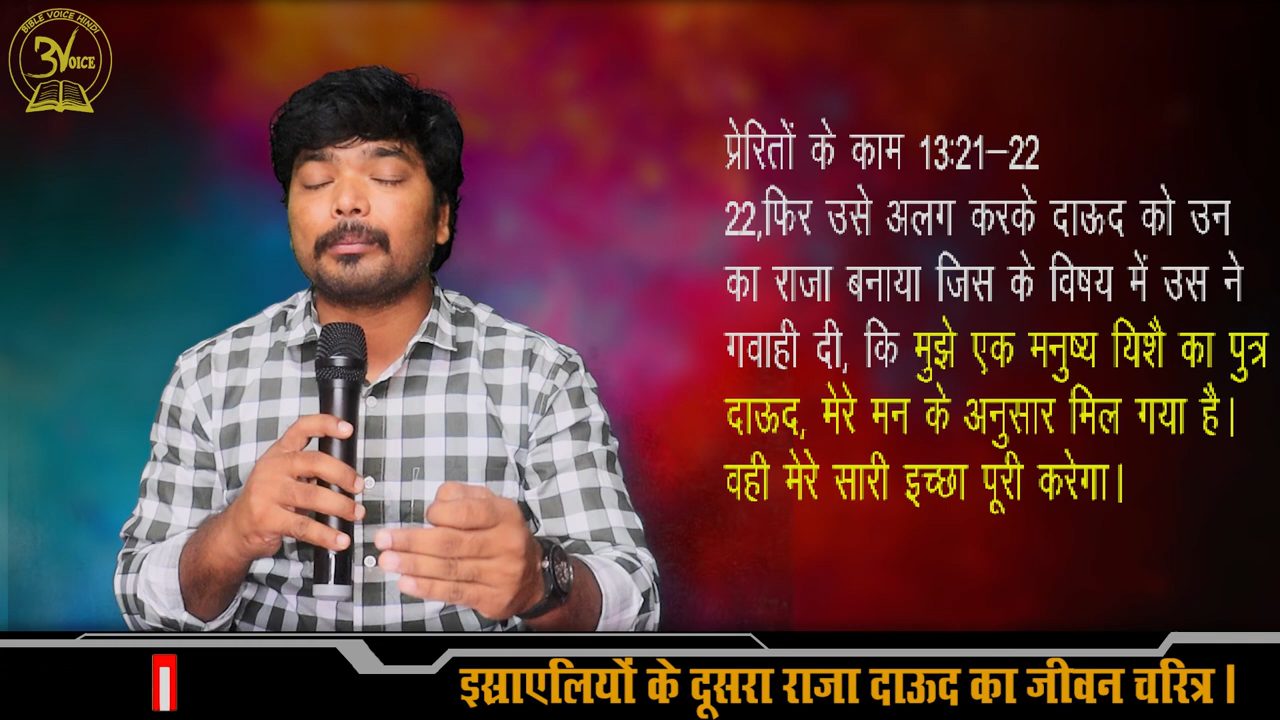 BIBLE VOICE HINDI
3VOICE
प्रेरितों के काम 13:21–22
22,फिर उसे अलग करके दाऊद को उन
का राजा बनाया जिस के विषय में उस ने
गवाही दी, कि मुझे एक मनुष्य यिशै का पुत्र
दाऊद, मेरे मन के अनुसार मिल गया है।
वही मेरे सारी इच्छा पूरी करेगा।
इस्राएलियों के दूसरा राजा दाऊद का जीवन चरित्र।